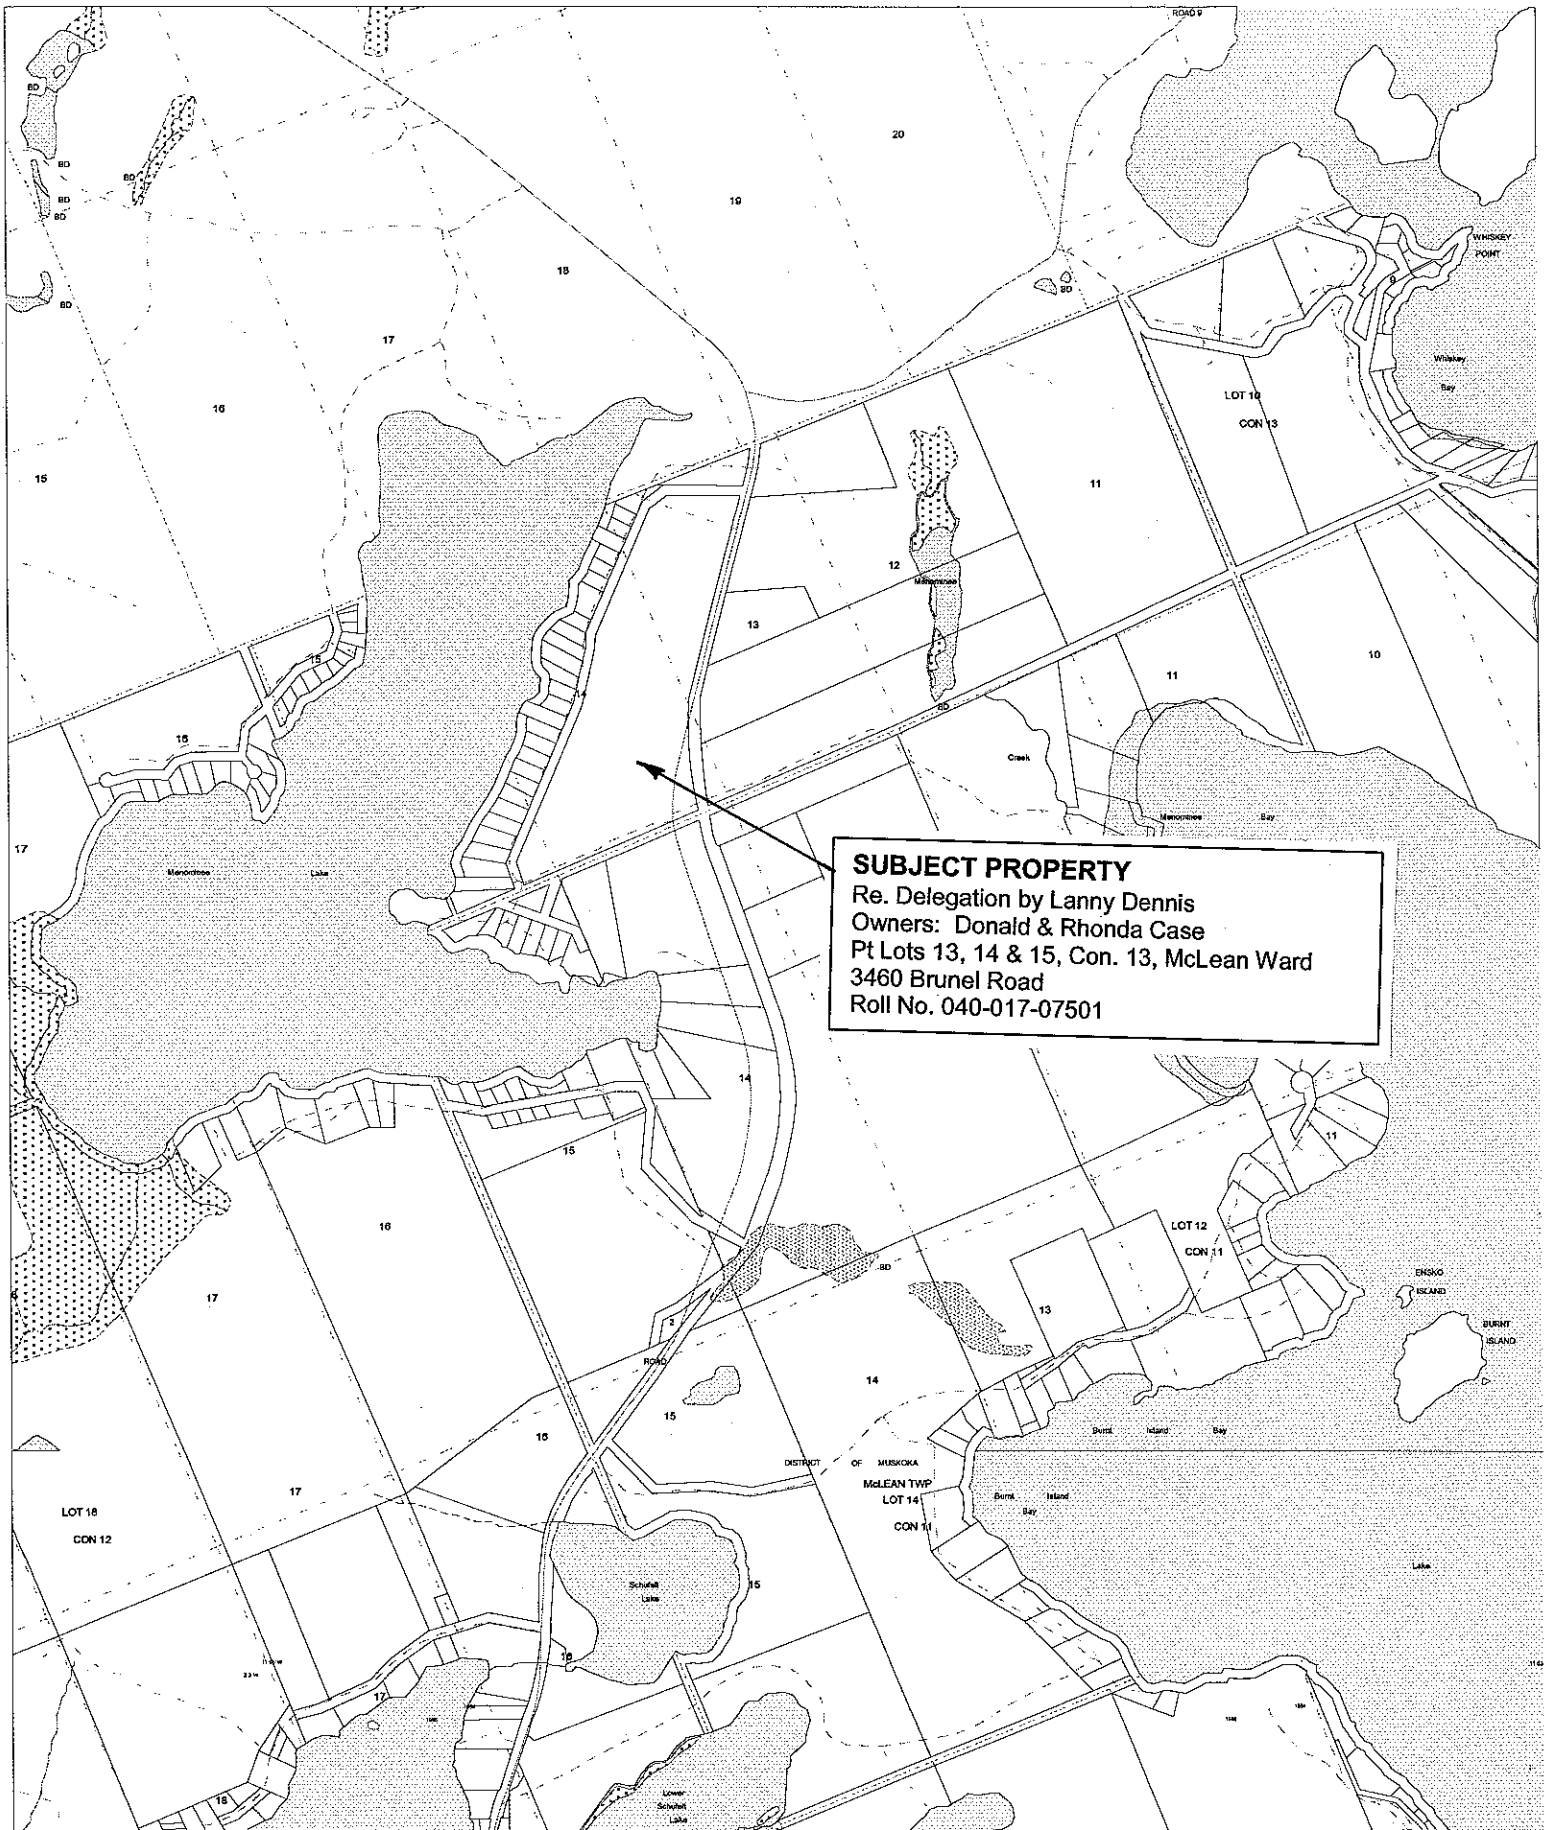 ROAD 9
BD
20
BD
BD
BD
BD
BD
19
WHISKEY
POINT
18
9
BD
BD
17
Whiskey
Bay
16
LOT 10
CON 13
15
11
12
Menominee
13
10
15
11
14
16
BD
Creek
Menominee
Bay
17
Menominee
Lake
SUBJECT PROPERTY
Re. Delegation by Lanny Dennis
Owners: Donald & Rhonda Case
Pt Lots 13, 14 & 15, Con. 13, McLean Ward
3460 Brunel Road
Roll No. 040-017-07501
14
11
15
16
LOT 12
CON 11
BD
ENSKO
ISLAND
17
13
2
BURNT
ISLAND
ROAD
14
15
16
Burnt Island Bay
DISTRICT OF MUSKOKA
McLEAN TWP
LOT 14
CON 11
17
Burnt Island
Bay
LOT 18
CON 12
Lake
Schufelt
Lake
15
16
17
18
Lower
Schufelt
Lake